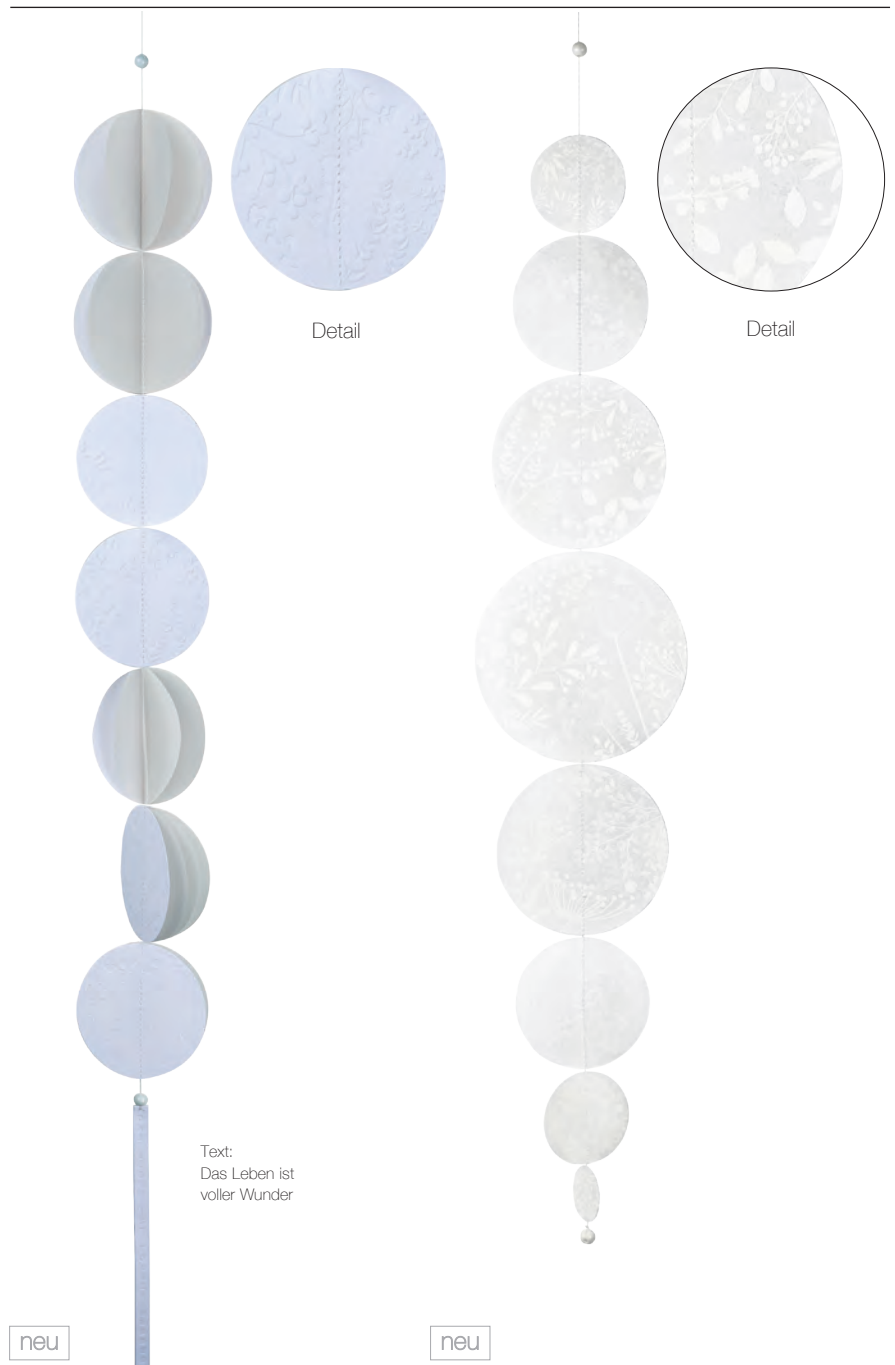 Detail
Detail
Text:
Das Leben ist
voller Wunder
neu
neu